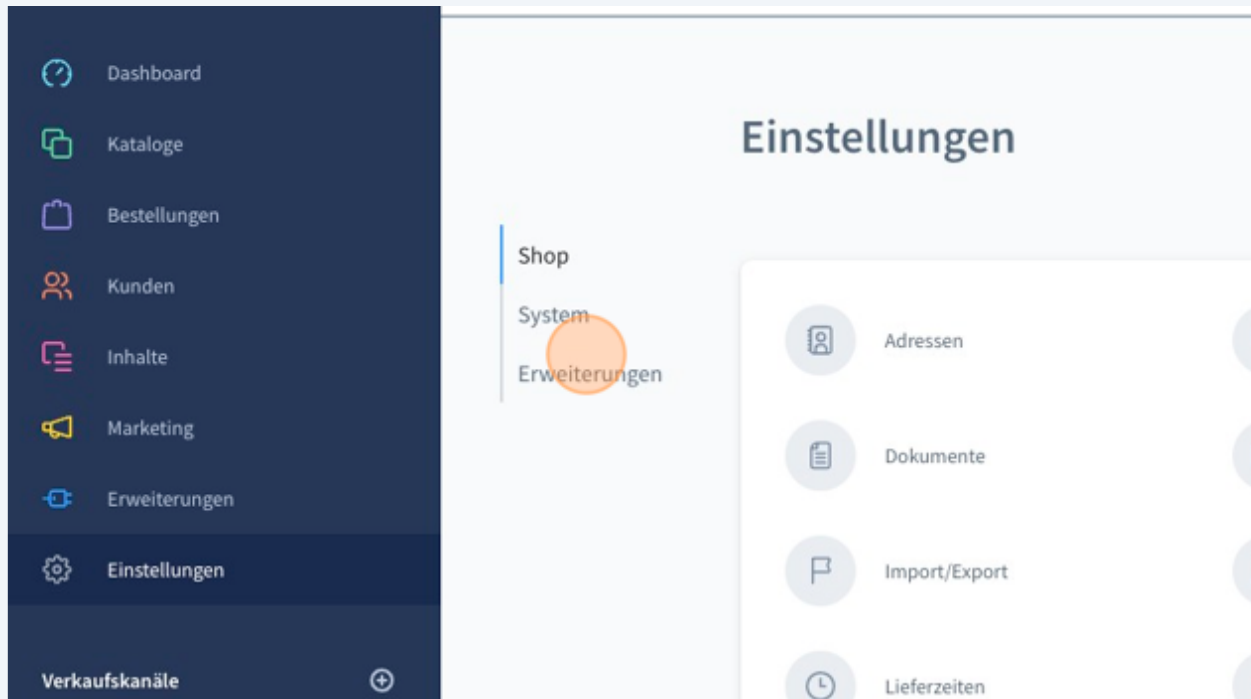 Dashboard
Kataloge
Bestellungen
Kunden
Inhalte
Marketing
Erweiterungen
Einstellungen
Verkaufskanäle
Einstellungen
Shop
System
Erweiterungen
Adressen
Dokumente
Import/Export
Lieferzeiten